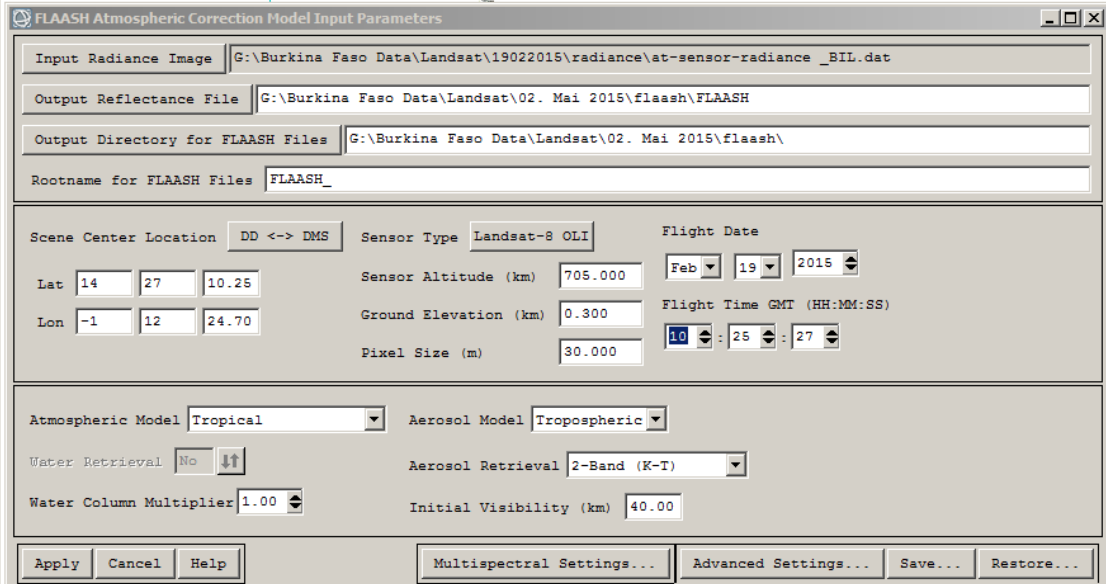 FLAASH Atmospheric Correction Model Input Parameters
Input Radiance Image G:\Burkina Faso Data\Landsat\19022015\radiance\at-sensor-radiance _BIL.dat
Output Reflectance File G:\Burkina Faso Data\Landsat\02. Mai 2015\flaash\FLAASH
Output Directory for FLAASH Files G:\Burkina Faso Data\Landsat\02. Mai 2015\flaash\
Rootname for FLAASH Files FLAASH_
Scene Center Location DD <-> DMS Sensor Type Landsat-8 OLI Flight Date
Lat 14 27 10.25 Sensor Altitude (km) 705.000 Feb 19 2015
Lon -1 12 24.70 Ground Elevation (km) 0.300 Flight Time GMT (HH:MM:SS)
Pixel Size (m) 30.000 10 : 25 : 27
Atmospheric Model Tropical Aerosol Model Tropospheric
Water Retrieval No Aerosol Retrieval 2-Band (K-T)
Water Column Multiplier 1.00 Initial Visibility (km) 40.00
Apply Cancel Help Multispectral Settings... Advanced Settings... Save... Restore...